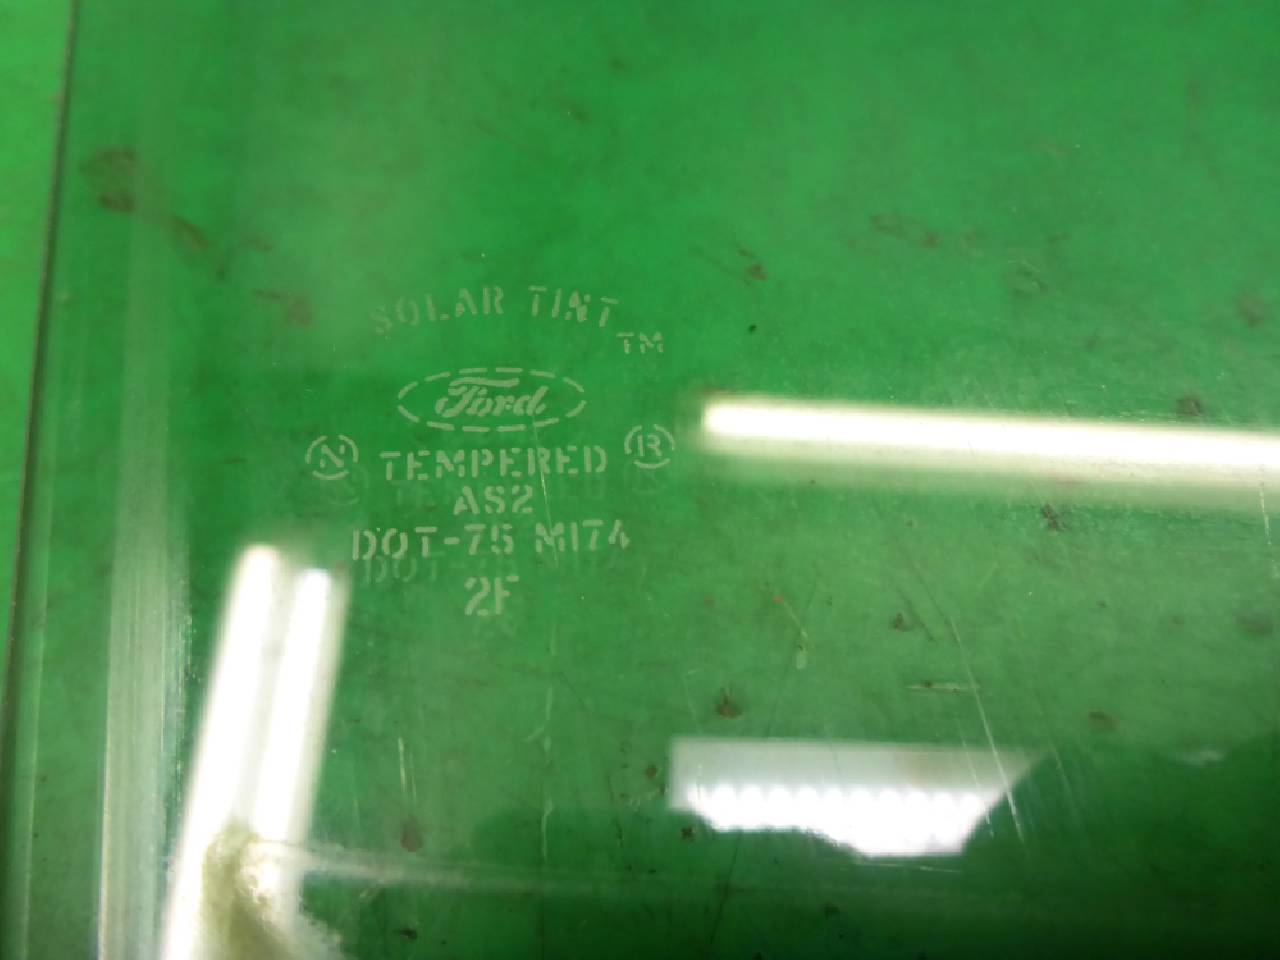 SOLAR TINT
TM
Ford
N TEMPERED R
AS2
DOT-75 M174
2F